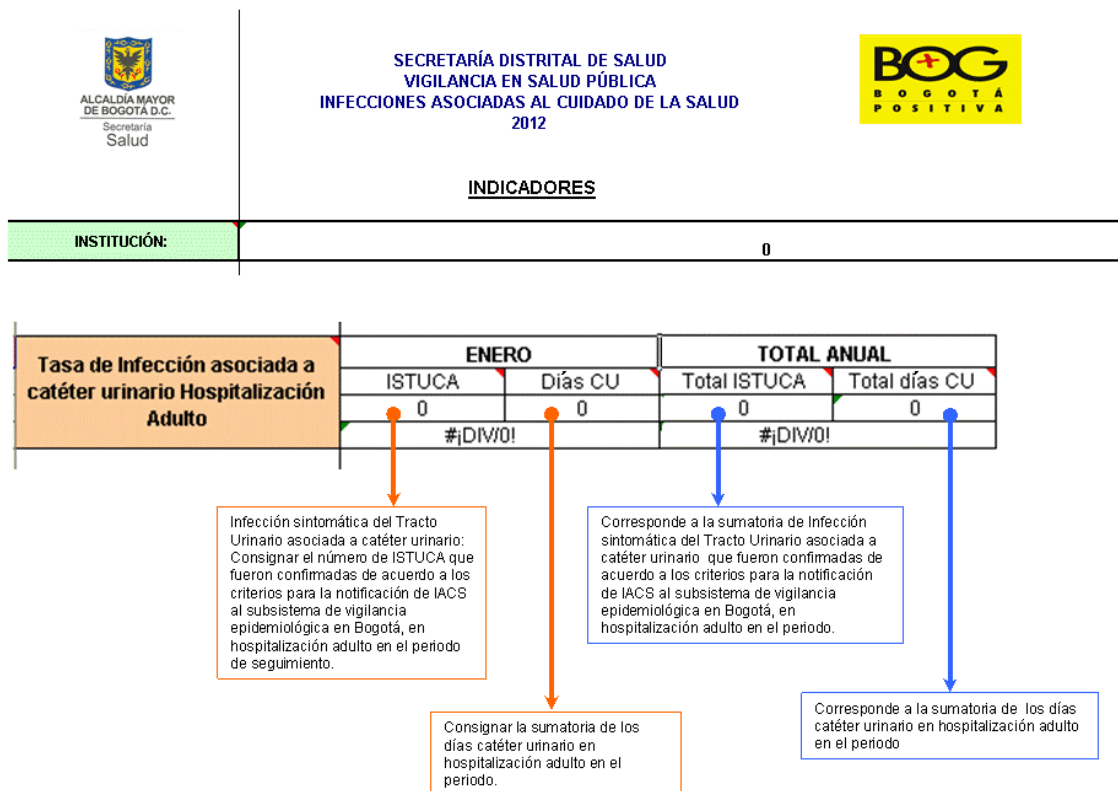 ALCALDÍA MAYOR
DE BOGOTÁ D.C.
Secretaría
Salud
SECRETARÍA DISTRITAL DE SALUD
VIGILANCIA EN SALUD PÚBLICA
INFECCIONES ASOCIADAS AL CUIDADO DE LA SALUD
2012
BOG
BOGOTÁ
POSITIVA
INDICADORES
INSTITUCIÓN:
0
Tasa de Infección asociada a
catéter urinario Hospitalización
Adulto
ENERO
TOTAL ANUAL
ISTUCA
Días CU
Total ISTUCA
Total días CU
0
0
0
0
#¡DIV/0!
#¡DIV/0!
Infección sintomática del Tracto
Urinario asociada a catéter urinario:
Consignar el número de ISTUCA que
fueron confirmadas de acuerdo a los
criterios para la notificación de IACS
al subsistema de vigilancia
epidemiológica en Bogotá, en
hospitalización adulto en el periodo
de seguimiento.
Corresponde a la sumatoria de Infección
sintomática del Tracto Urinario asociada a
catéter urinario que fueron confirmadas de
acuerdo a los criterios para la notificación
de IACS al subsistema de vigilancia
epidemiológica en Bogotá, en
hospitalización adulto en el periodo.
Consignar la sumatoria de los
días catéter urinario en
hospitalización adulto en el
periodo.
Corresponde a la sumatoria de los días
catéter urinario en hospitalización adulto
en el periodo